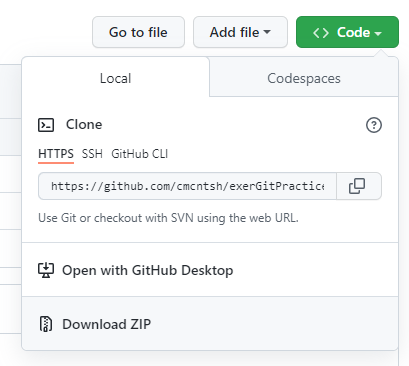 Go to file Add file <> Code
Local Codespaces
Clone
HTTPS SSH GitHub CLI
https://github.com/cmcntsh/exerGitPractice
Use Git or checkout with SVN using the web URL.
Open with GitHub Desktop
Download ZIP